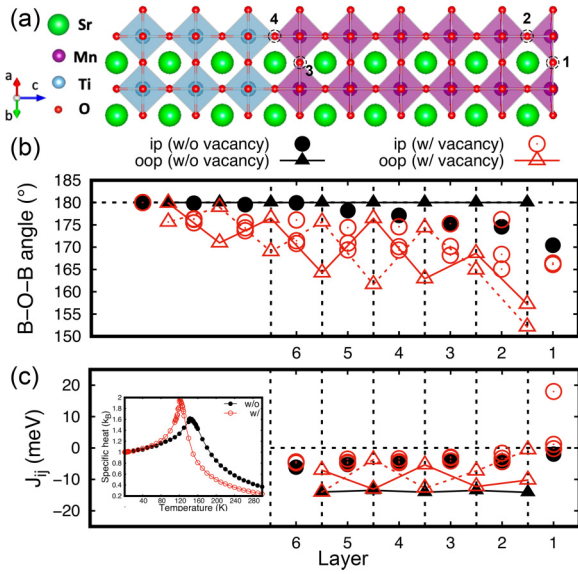 (a)
Sr
Mn
Ti
O
a
b
c
4
3
2
1
ip (w/o vacancy)
oop (w/o vacancy)
ip (w/ vacancy)
oop (w/ vacancy)
(b)
B−O−B angle (°)
185
180
175
170
165
160
155
150
6 5 4 3 2 1
(c)
J_ij (meV)
20
10
0
−10
−20
Specific heat (k_B)
2
1.8
1.6
1.4
1.2
1
0.8
0.6
0.4
0.2
w/o
w/
40 80 120 160 200 240 280
Temperature (K)
6 5 4 3 2 1
Layer